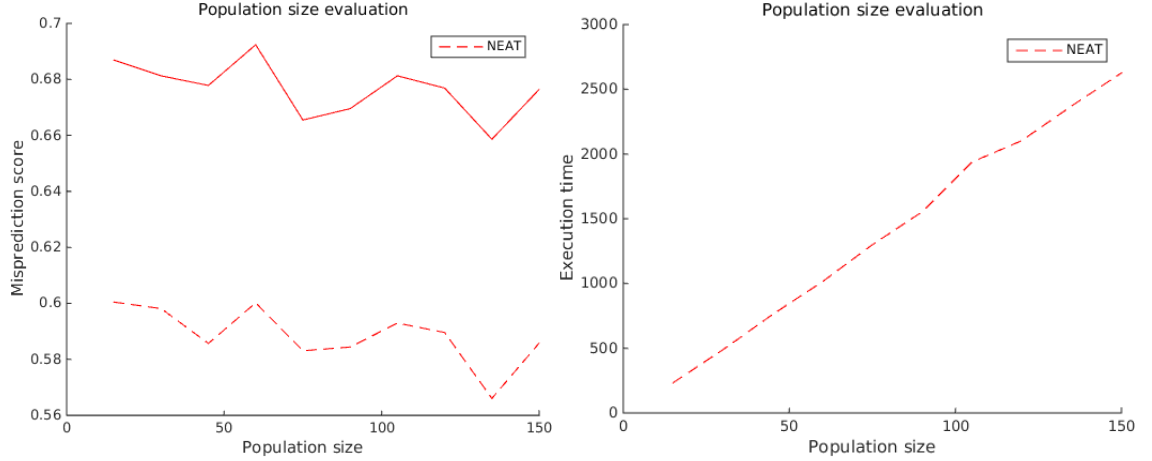 Population size evaluation
0.7
0.68
0.66
0.64
0.62
0.6
0.58
0.56
0
50
100
150
Misprediction score
Population size
NEAT
Population size evaluation
3000
2500
2000
1500
1000
500
0
0
50
100
150
Execution time
Population size
NEAT